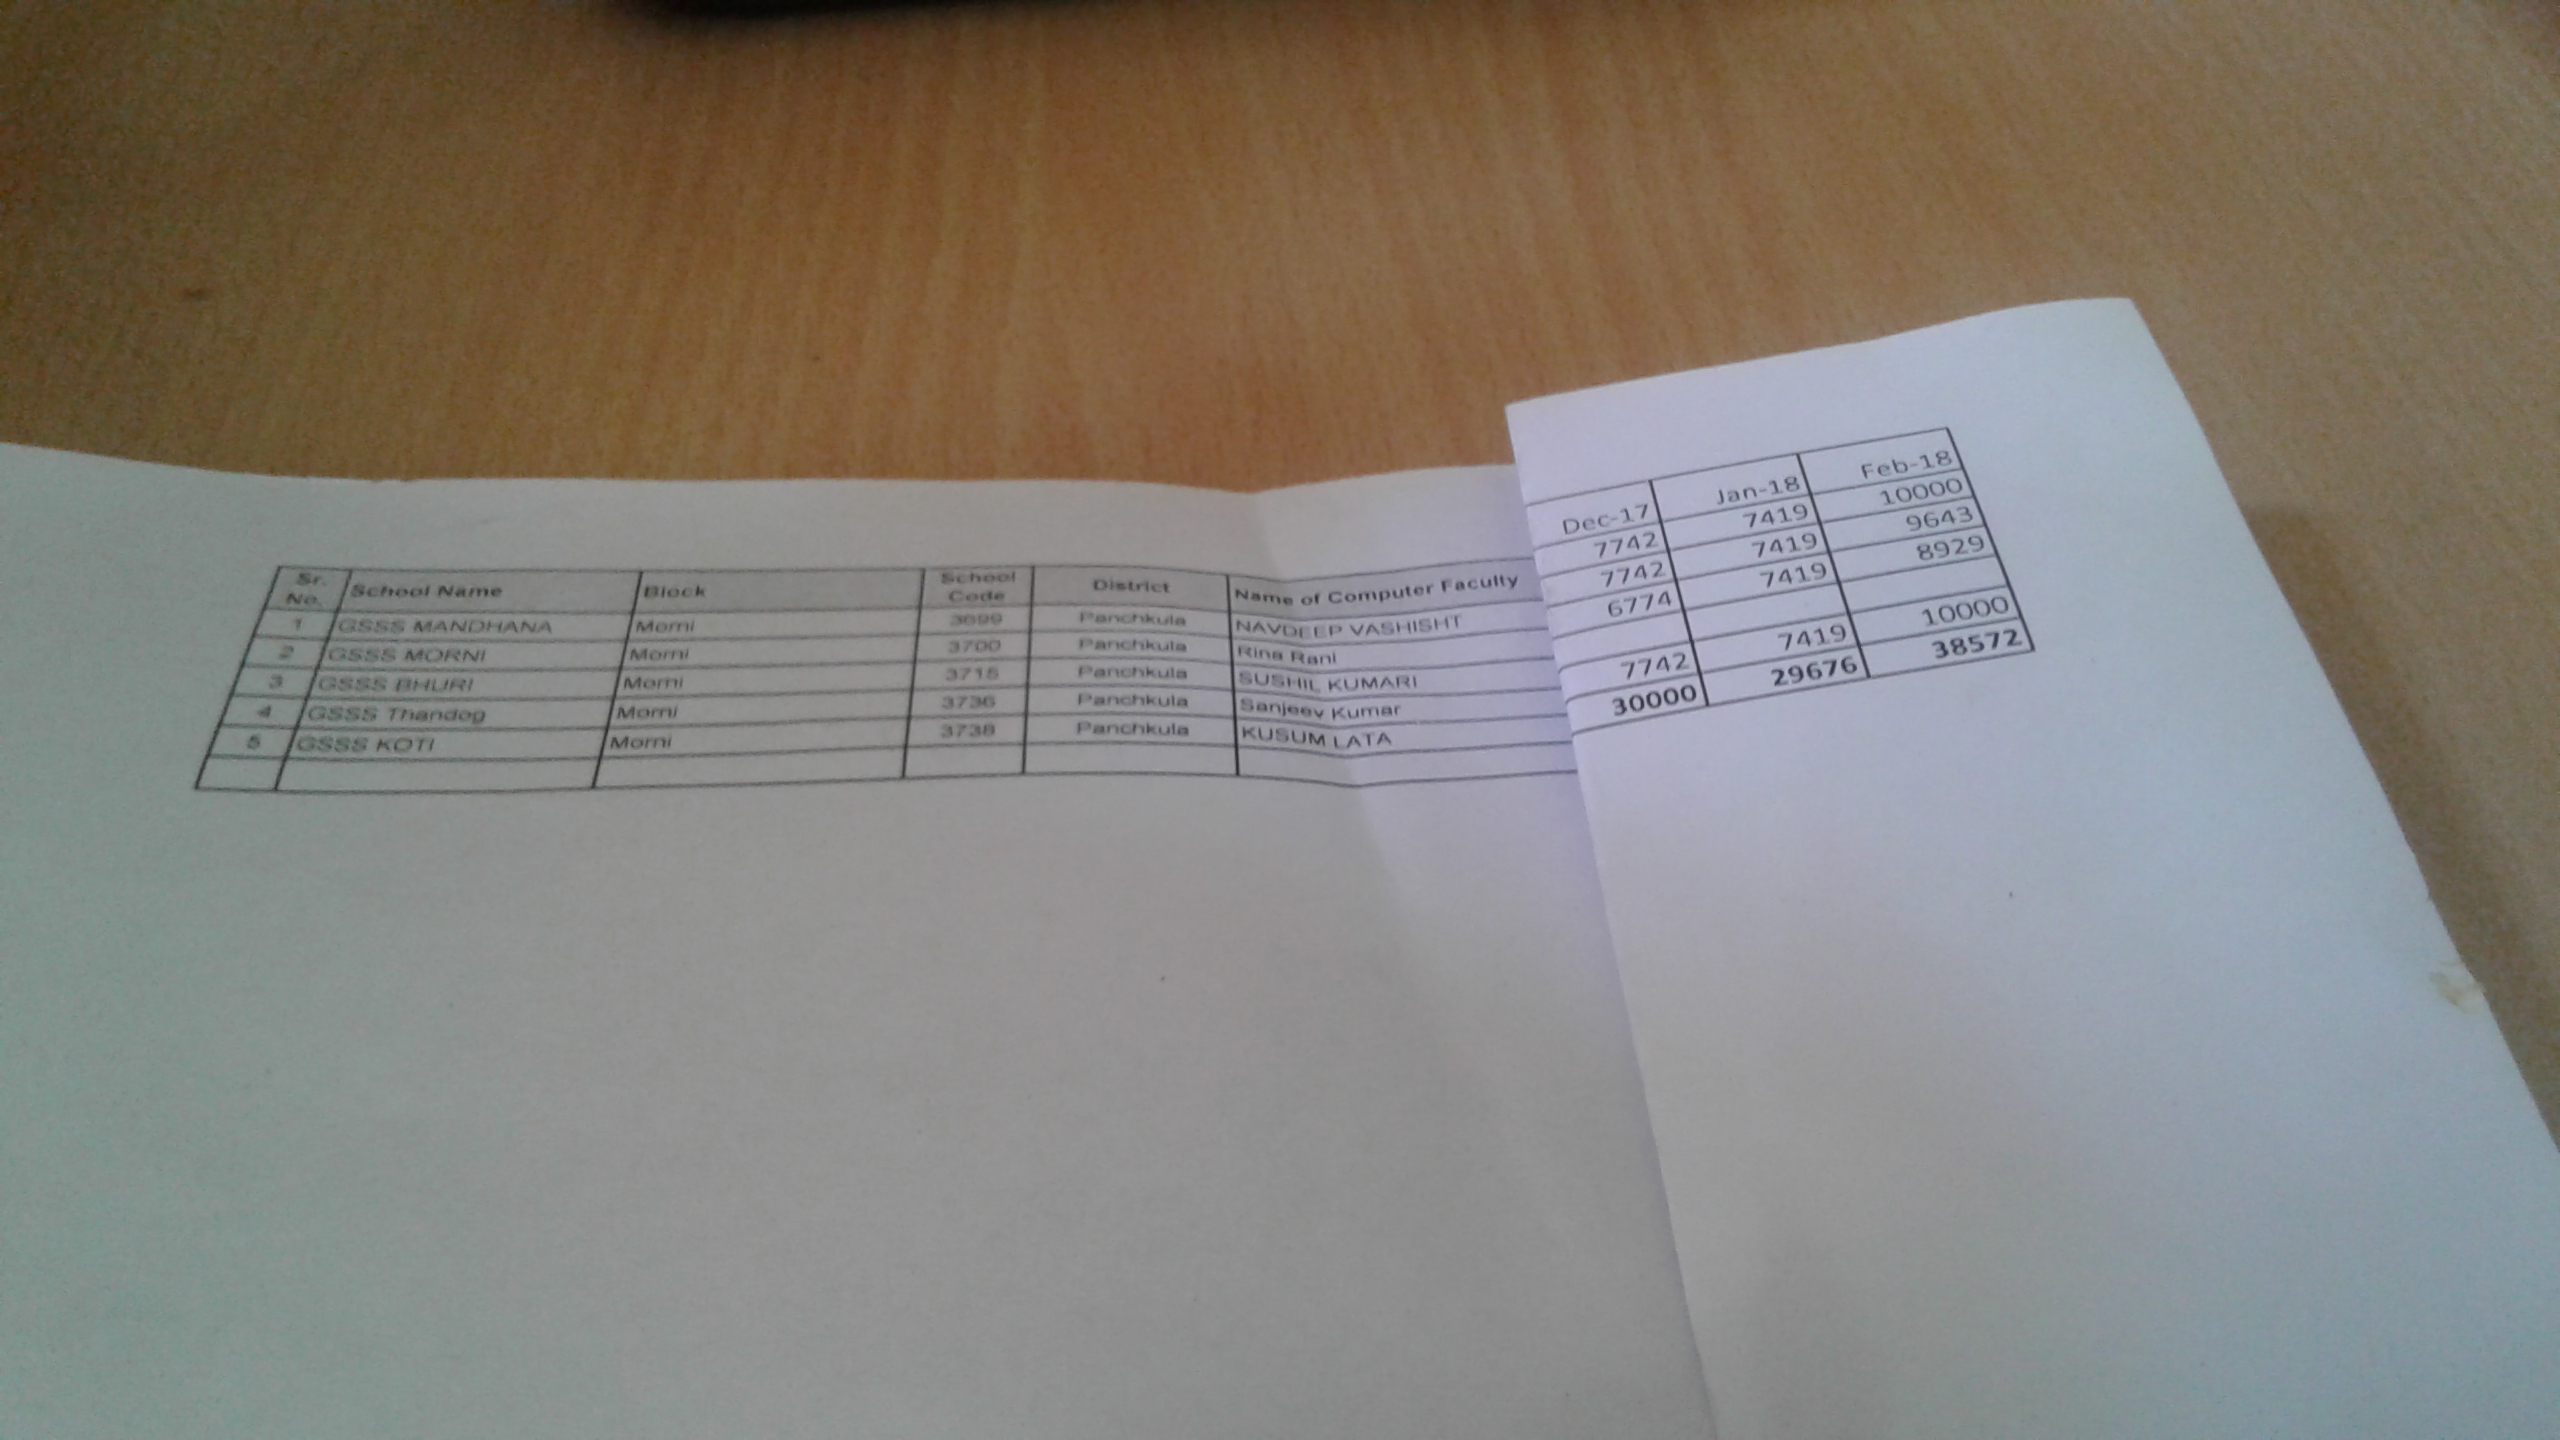 Sr. No. School Name Block School Code District Name of Computer Faculty Dec-17 Jan-18 Feb-18
1 GSSS MANDHANA Morni 3699 Panchkula NAVDEEP VASHISHT 7742 7419 10000
2 GSSS MORNI Morni 3700 Panchkula Rina Rani 7742 7419 9643
3 GSSS BHURI Morni 3715 Panchkula SUSHIL KUMARI 6774 7419 8929
4 GSSS Thandog Morni 3736 Panchkula Sanjeev Kumar
5 GSSS KOTI Morni 3738 Panchkula KUSUM LATA 7742 7419 10000
30000 29676 38572